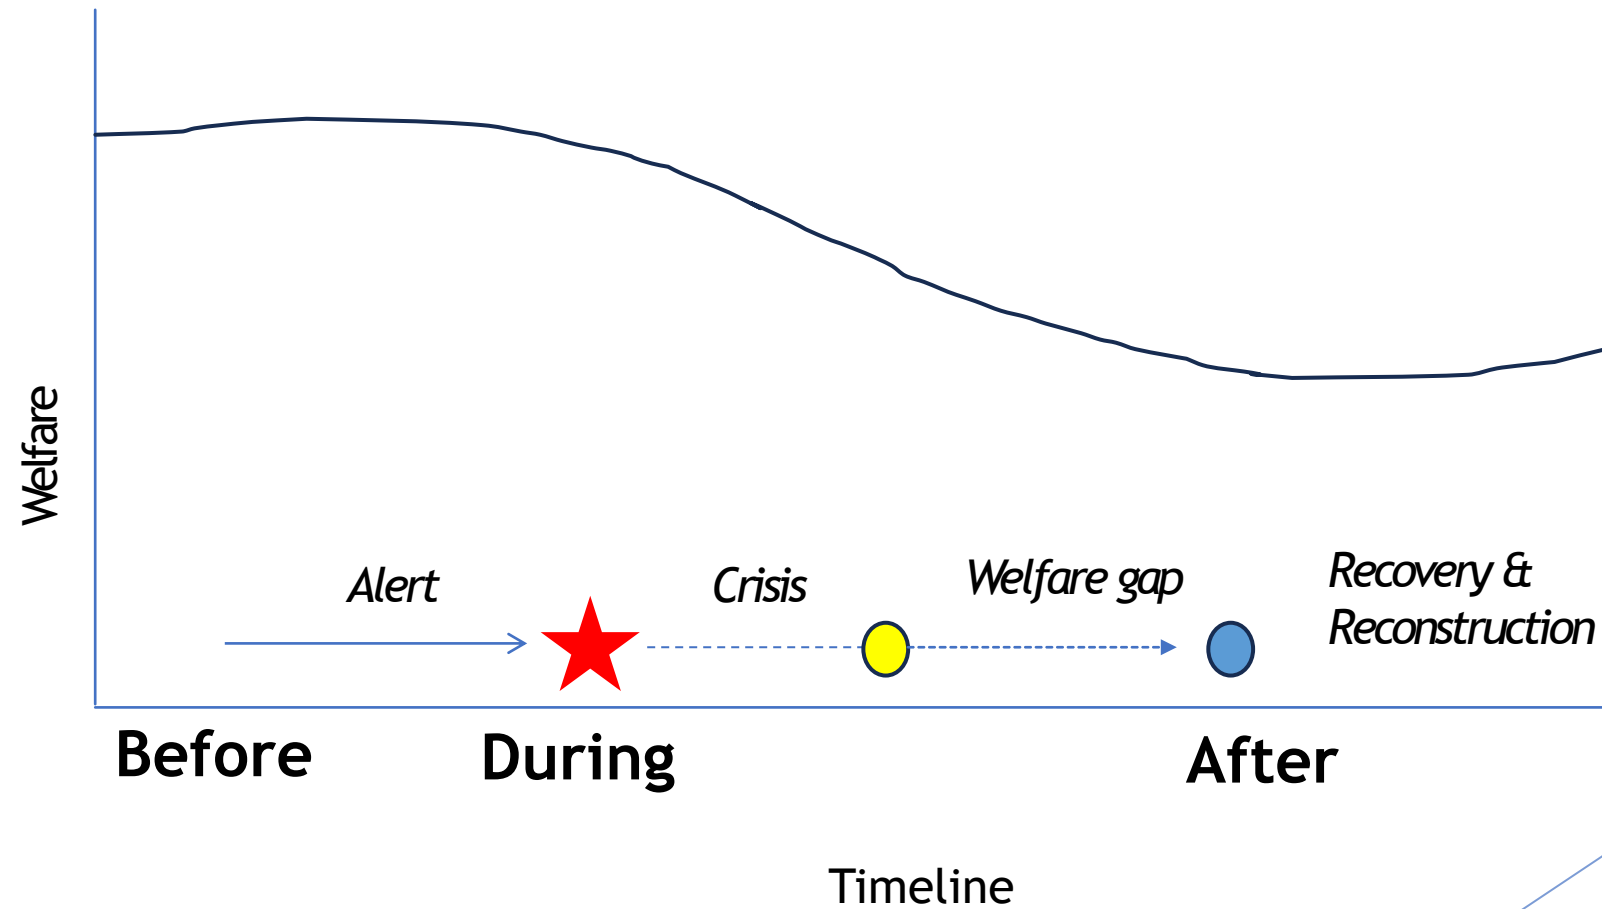 Welfare
Alert
Crisis
Welfare gap
Recovery &
Reconstruction
Before
During
After
Timeline